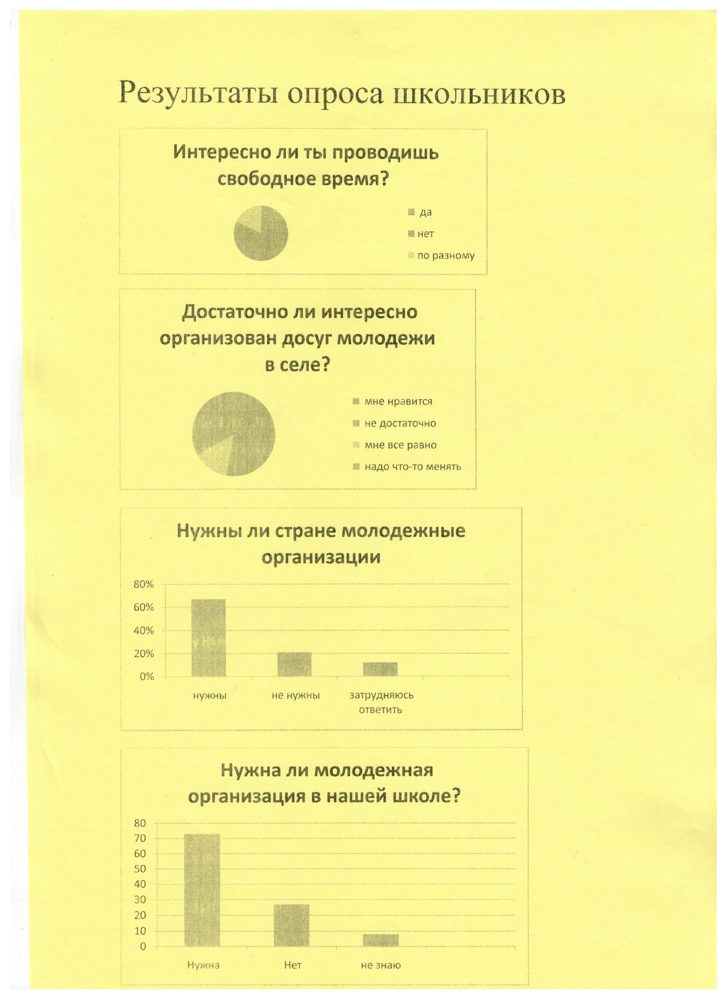 Результаты опроса школьников
Интересно ли ты проводишь
свободное время?
да
нет
по разному
Достаточно ли интересно
организован досуг молодежи
в селе?
мне нравится
не достаточно
мне все равно
надо что-то менять
Нужны ли стране молодежные
организации
80%
60%
40%
20%
0%
нужны
не нужны
затрудняюсь
ответить
Нужна ли молодежная
организация в нашей школе?
80
70
60
50
40
30
20
10
0
Нужна
Нет
не знаю